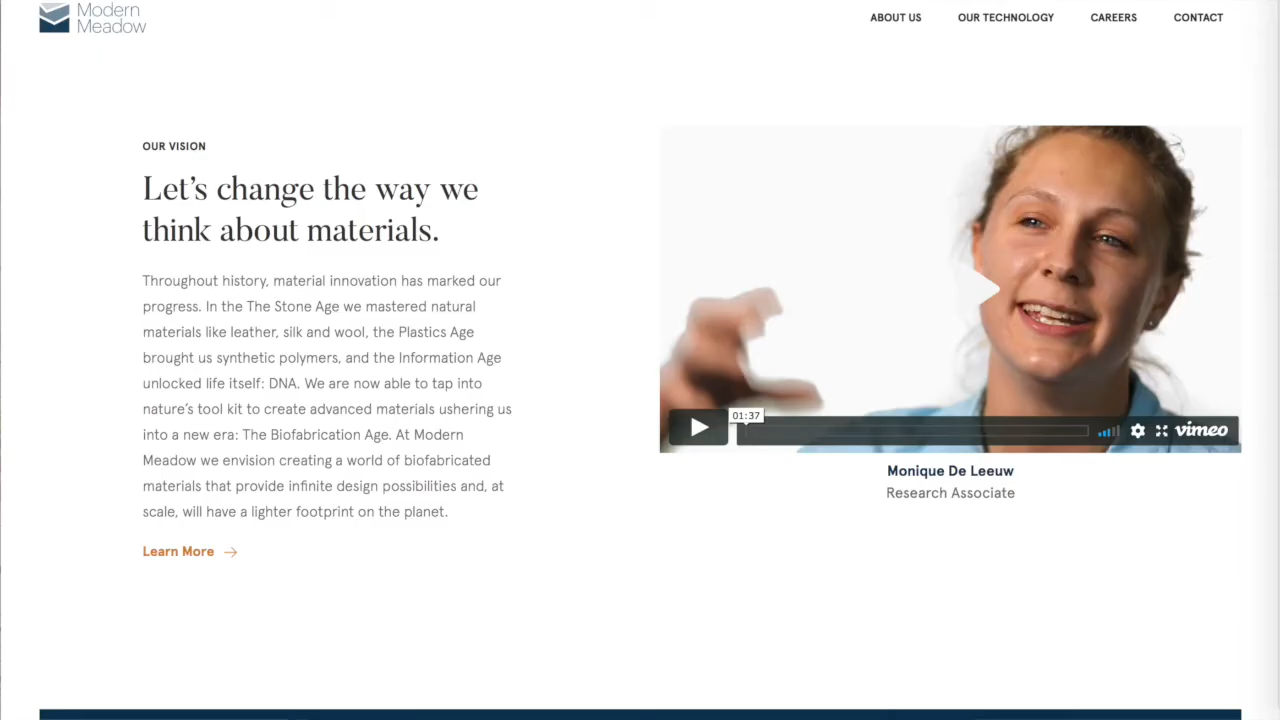 Modern
Meadow
ABOUT US
OUR TECHNOLOGY
CAREERS
CONTACT
OUR VISION
Let's change the way we
think about materials.
Throughout history, material innovation has marked our
progress. In the The Stone Age we mastered natural
materials like leather, silk and wool, the Plastics Age
brought us synthetic polymers, and the Information Age
unlocked life itself: DNA. We are now able to tap into
nature's tool kit to create advanced materials ushering us
into a new era: The Biofabrication Age. At Modern
Meadow we envision creating a world of biofabricated
materials that provide infinite design possibilities and, at
scale, will have a lighter footprint on the planet.
Learn More
01:37
vimeo
Monique De Leeuw
Research Associate